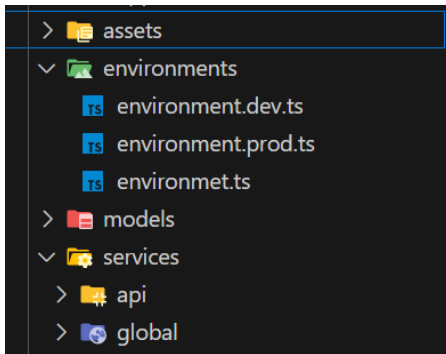 assets
environments
TS environment.dev.ts
TS environment.prod.ts
TS environmet.ts
models
services
api
global